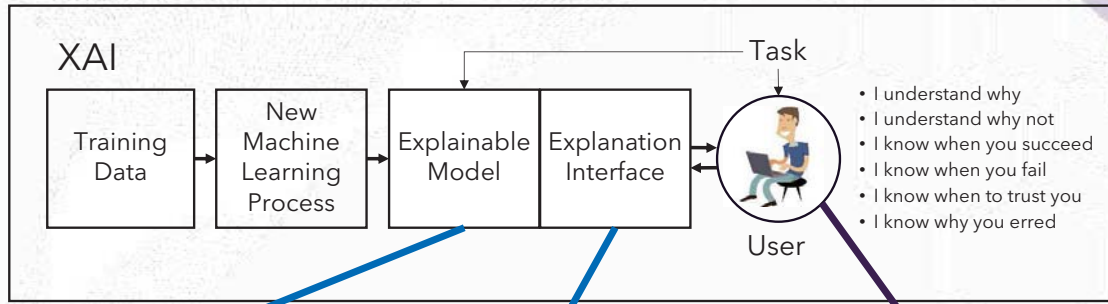 XAI
Task
Training
Data
New
Machine
Learning
Process
Explainable
Model
Explanation
Interface
User
• I understand why
• I understand why not
• I know when you succeed
• I know when you fail
• I know when to trust you
• I know why you erred